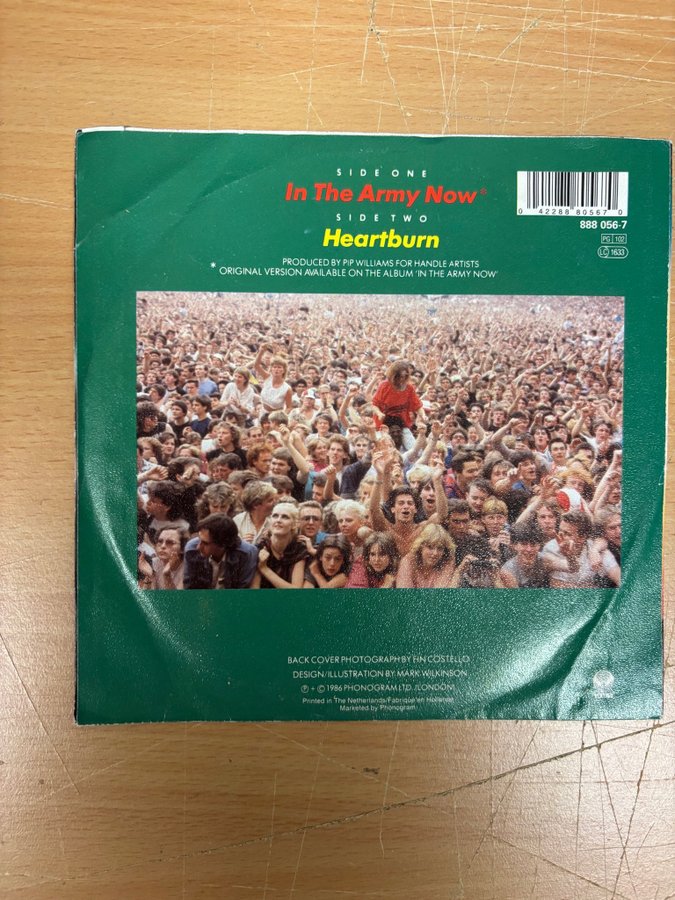 SIDE ONE
In The Army Now*
SIDE TWO
Heartburn
PRODUCED BY PIP WILLIAMS FOR HANDLE ARTISTS
* ORIGINAL VERSION AVAILABLE ON THE ALBUM 'IN THE ARMY NOW'
0 42288 80567 0
888 056-7
PG 102
LC 1633
BACK COVER PHOTOGRAPH BY FIN COSTELLO
DESIGN/ILLUSTRATION BY MARK WILKINSON
℗ + © 1986 PHONOGRAM LTD. (LONDON)
Printed in The Netherlands/Fabriqué en Hollande
Marketed by Phonogram